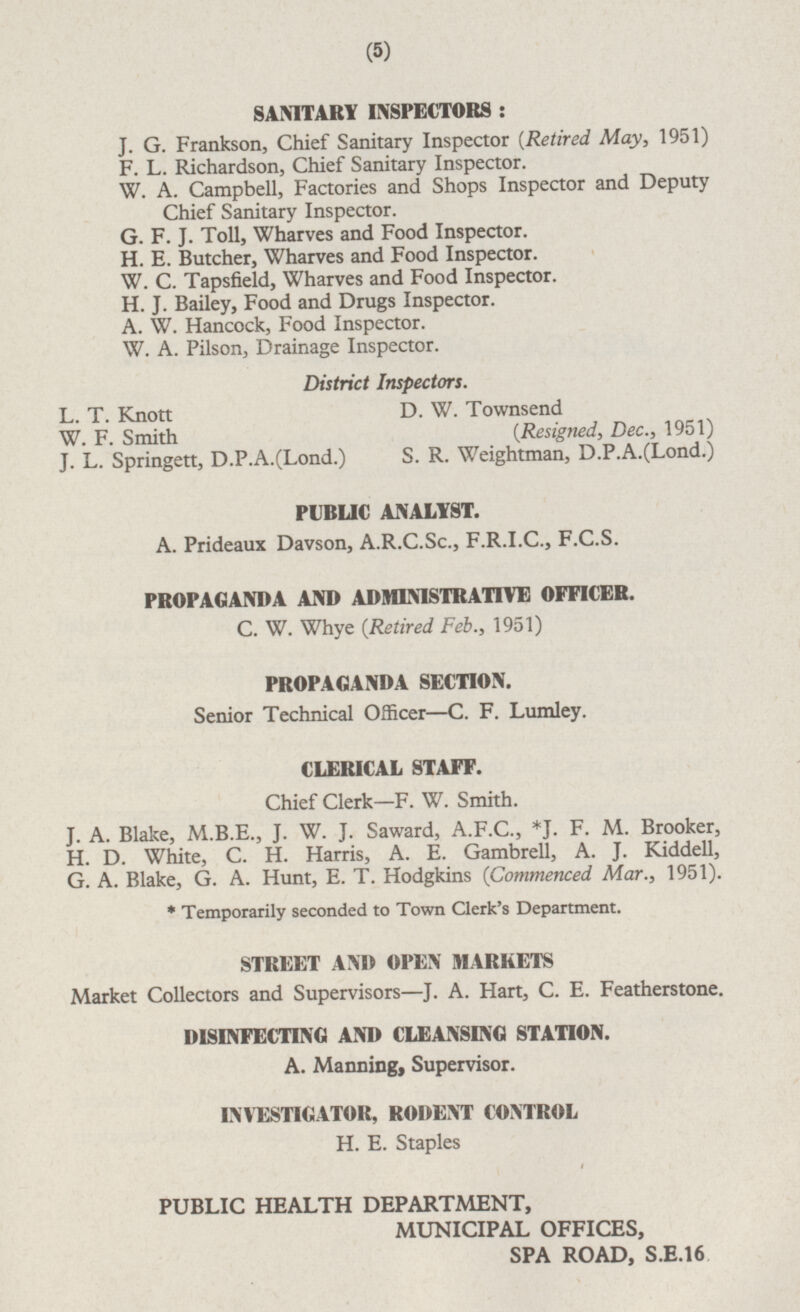 (5)
SANITARY INSPECTORS :
J. G. Frankson, Chief Sanitary Inspector (Retired May, 1951)
F. L. Richardson, Chief Sanitary Inspector.
W. A. Campbell, Factories and Shops Inspector and Deputy
Chief Sanitary Inspector.
G. F. J. Toll, Wharves and Food Inspector.
H. E. Butcher, Wharves and Food Inspector.
W. C. Tapsfield, Wharves and Food Inspector.
H. J. Bailey, Food and Drugs Inspector.
A. W. Hancock, Food Inspector.
W. A. Pilson, Drainage Inspector.
District Inspectors.
L. T. Knott
W. F. Smith
J. L. Springett, D.P.A.(Lond.)
D. W. Townsend
(Resigned, Dec., 1951)
S. R. Weightman, D.P.A.(Lond.)
PUBLIC ANALYST.
A. Prideaux Davson, A.R.C.Sc., F.R.I.C., F.C.S.
PROPAGANDA AND ADMINISTRATIVE OFFICER.
C. W. Whye (Retired Feb., 1951)
PROPAGANDA SECTION.
Senior Technical Officer—C. F. Lumley.
CLERICAL STAFF.
Chief Clerk—F. W. Smith.
J. A. Blake, M.B.E., J. W. J. Saward, A.F.C., *J. F. M. Brooker,
H. D. White, C. H. Harris, A. E. Gambrell, A. J. Kiddell,
G. A. Blake, G. A. Hunt, E. T. Hodgkins (Commenced Mar., 1951).
* Temporarily seconded to Town Clerk's Department.
STREET AND OPEN MARKETS
Market Collectors and Supervisors—J. A. Hart, C. E. Featherstone.
DISINFECTING AND CLEANSING STATION.
A. Manning, Supervisor.
INVESTIGATOR, RODENT CONTROL
H. E. Staples
PUBLIC HEALTH DEPARTMENT,
MUNICIPAL OFFICES,
SPA ROAD, S.E.16